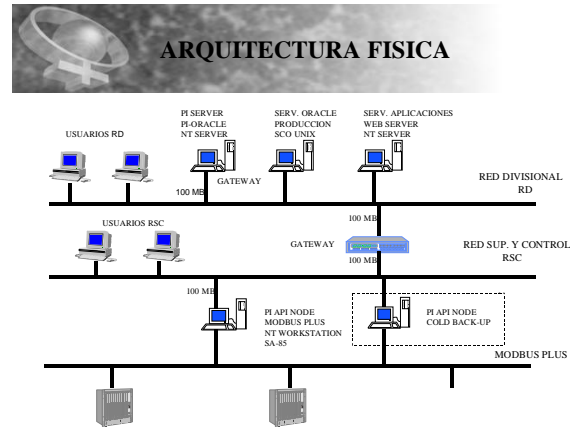 ARQUITECTURA FISICA
PI SERVER
PI-ORACLE
NT SERVER
SERV. ORACLE
PRODUCCION
SCO UNIX
SERV. APLICACIONES
WEB SERVER
NT SERVER
USUARIOS RD
RED DIVISIONAL
RD
GATEWAY
100 MB
100 MB
USUARIOS RSC
GATEWAY
RED SUP. Y CONTROL
RSC
100 MB
100 MB
PI API NODE
MODBUS PLUS
NT WORKSTATION
SA-85
PI API NODE
COLD BACK-UP
MODBUS PLUS